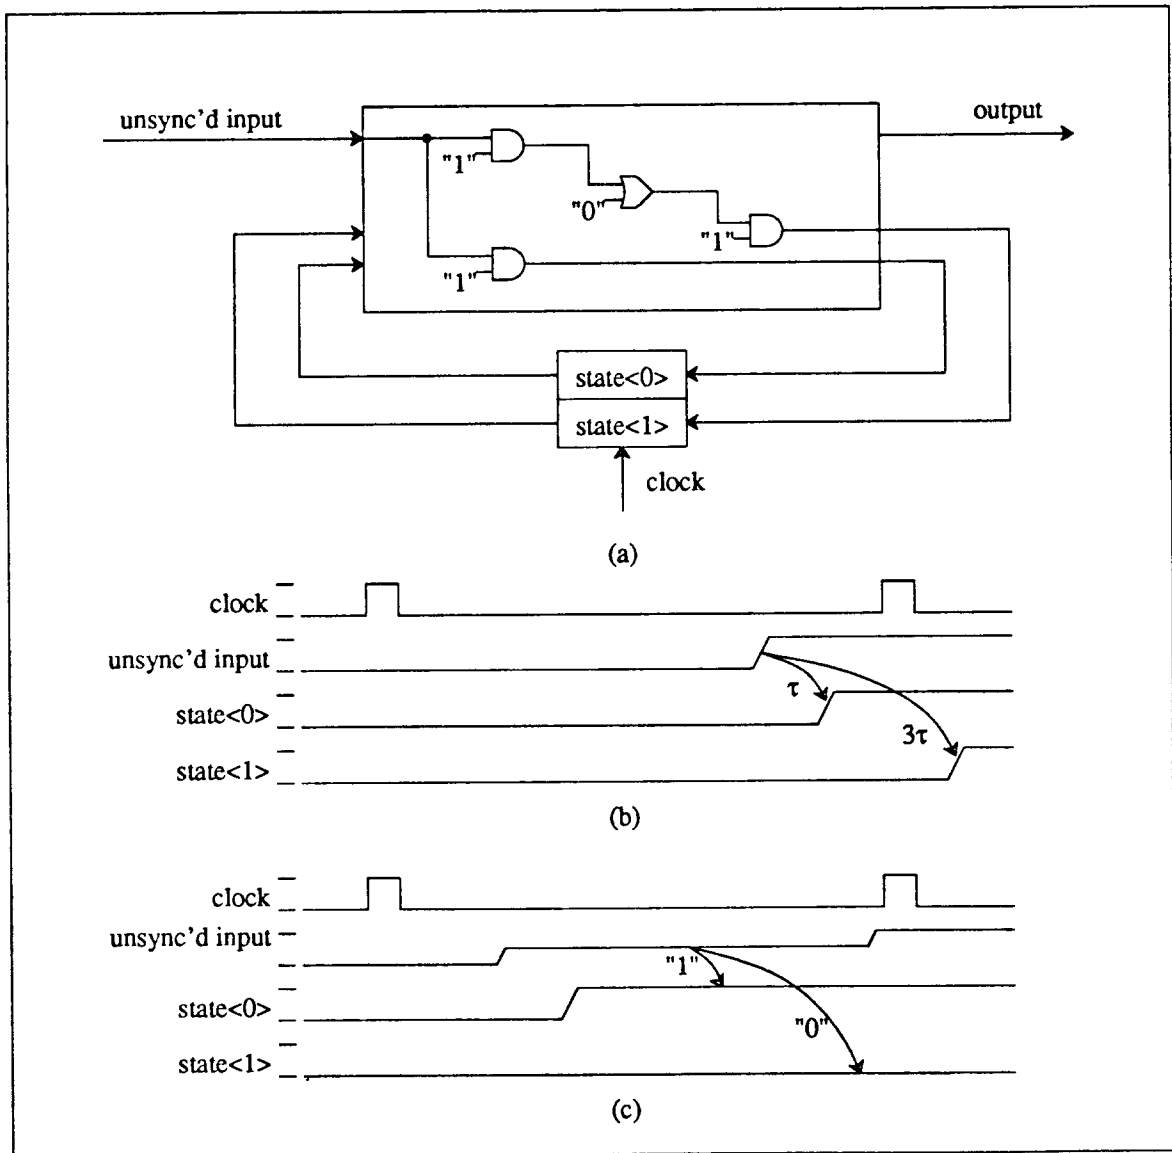 unsync'd input
output
"1"
"0"
"1"
"1"
state<0>
state<1>
clock
(a)
clock
unsync'd input
τ
state<0>
3τ
state<1>
(b)
clock
unsync'd input
"1"
state<0>
"0"
state<1>
(c)